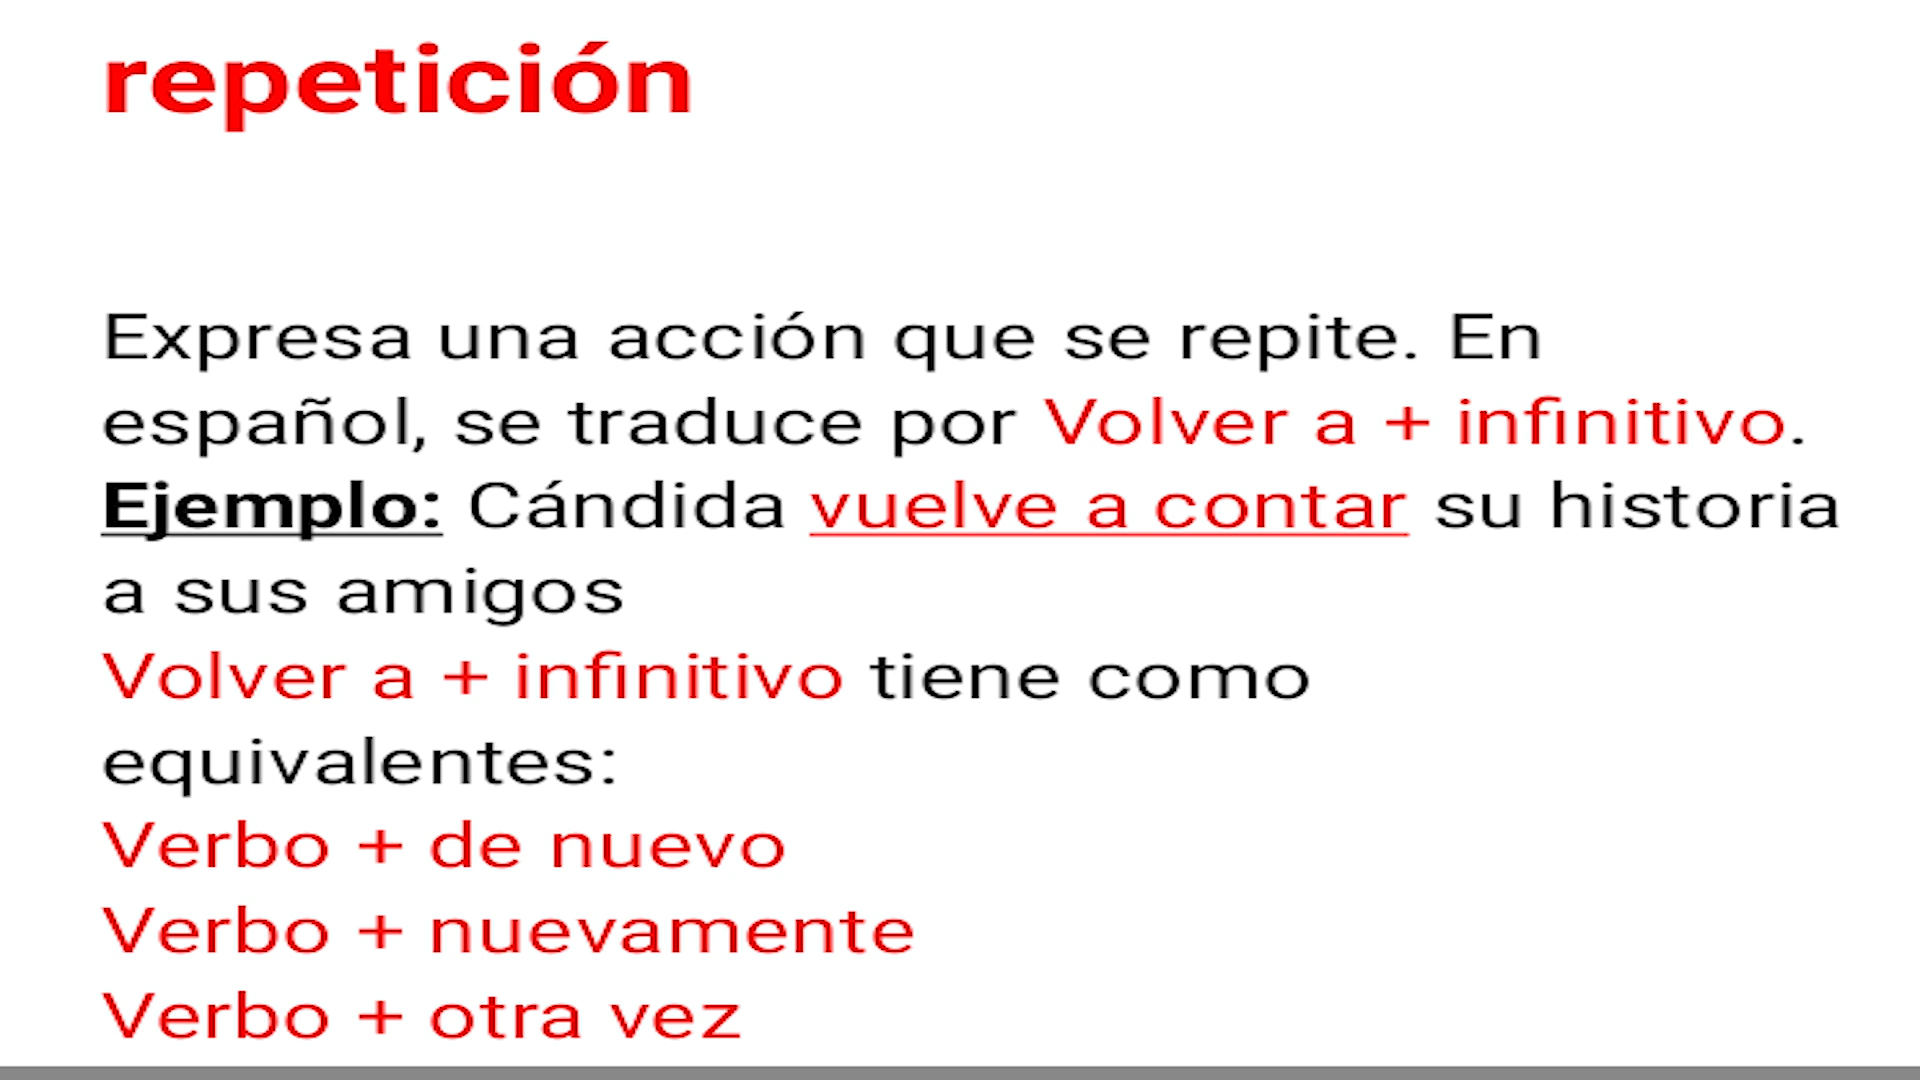 repetición
Expresa una acción que se repite. En
español, se traduce por Volver a + infinitivo.
Ejemplo: Cándida vuelve a contar su historia
a sus amigos
Volver a + infinitivo tiene como
equivalentes:
Verbo + de nuevo
Verbo + nuevamente
Verbo + otra vez